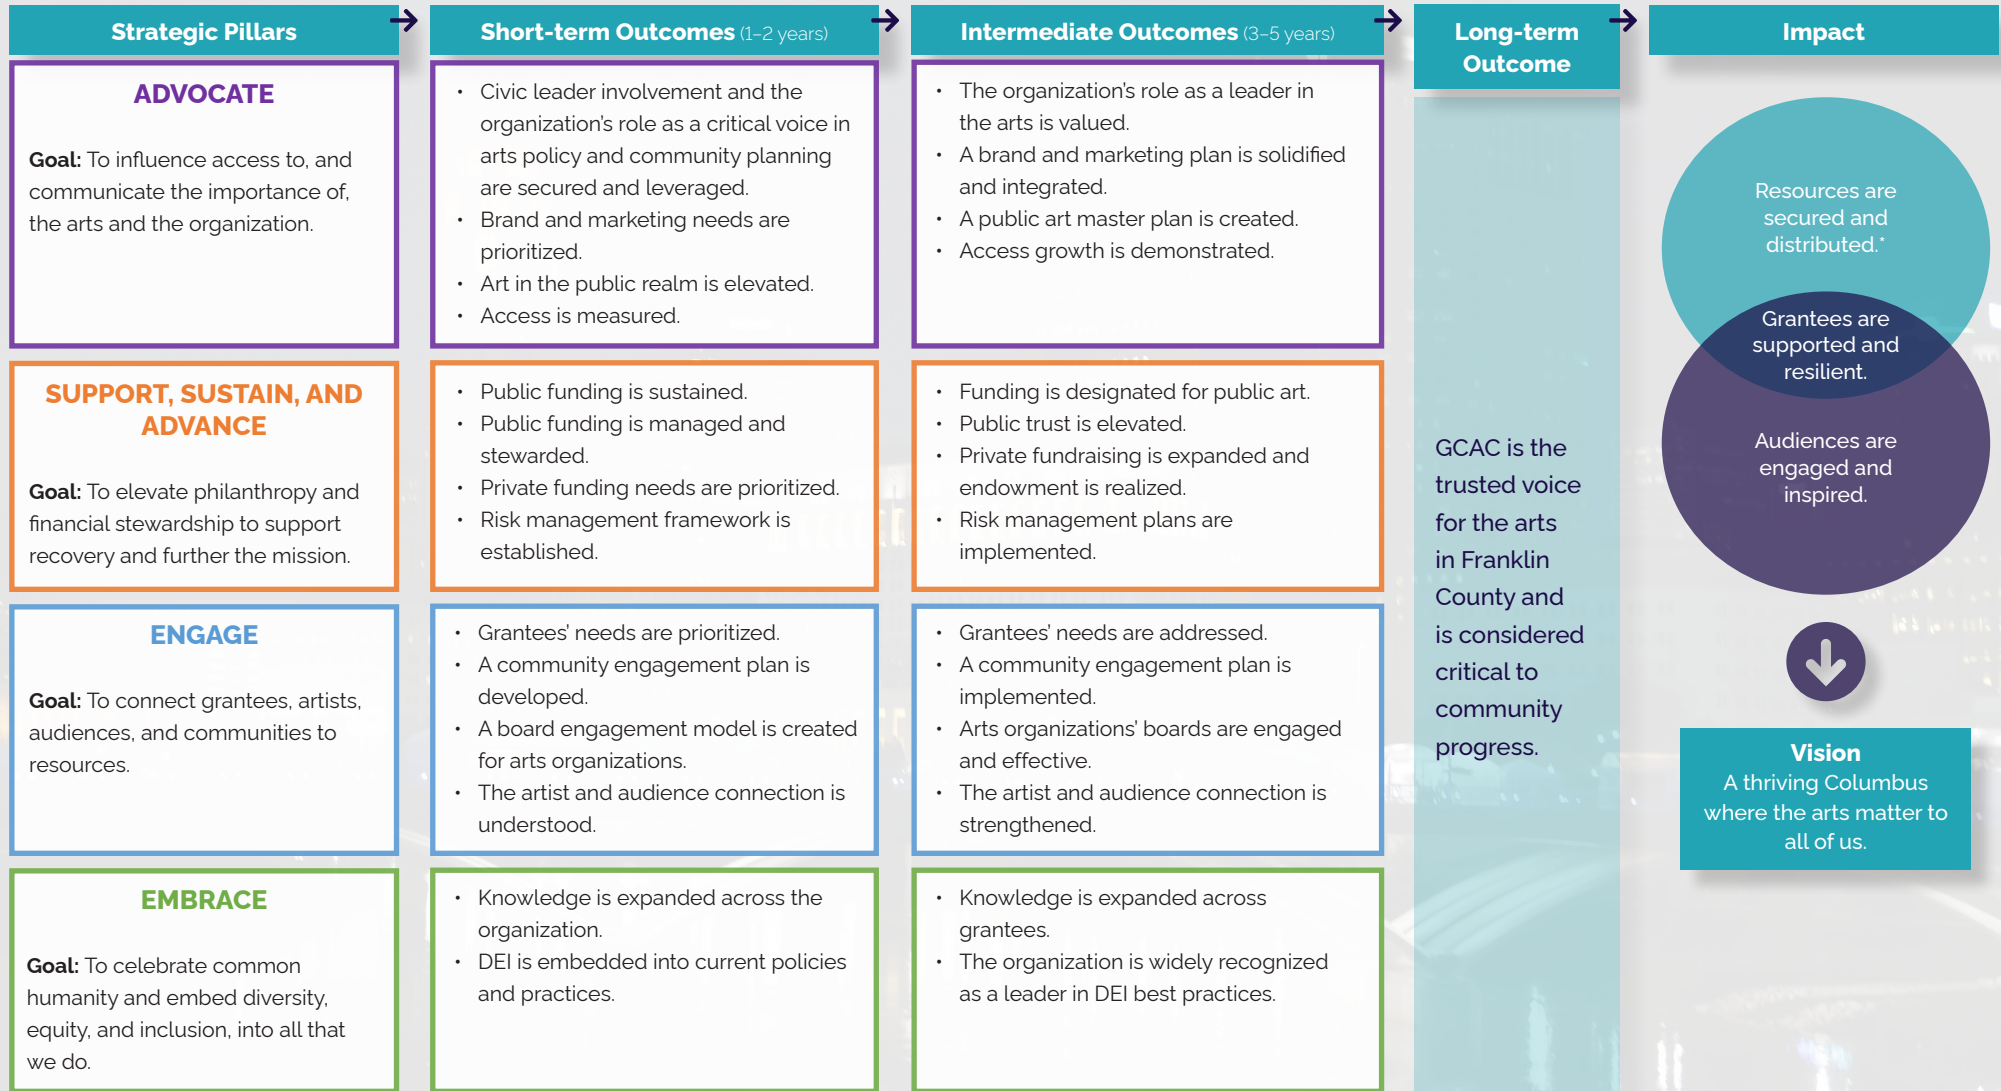 Strategic Pillars
Short-term Outcomes (1–2 years)
Intermediate Outcomes (3–5 years)
Long-term
Outcome
Impact
ADVOCATE
Goal: To influence access to, and
communicate the importance of,
the arts and the organization.
• Civic leader involvement and the
organization's role as a critical voice in
arts policy and community planning
are secured and leveraged.
• Brand and marketing needs are
prioritized.
• Art in the public realm is elevated.
• Access is measured.
• The organization's role as a leader in
the arts is valued.
• A brand and marketing plan is solidified
and integrated.
• A public art master plan is created.
• Access growth is demonstrated.
SUPPORT, SUSTAIN, AND
ADVANCE
Goal: To elevate philanthropy and
financial stewardship to support
recovery and further the mission.
• Public funding is sustained.
• Public funding is managed and
stewarded.
• Private funding needs are prioritized.
• Risk management framework is
established.
• Funding is designated for public art.
• Public trust is elevated.
• Private fundraising is expanded and
endowment is realized.
• Risk management plans are
implemented.
ENGAGE
Goal: To connect grantees, artists,
audiences, and communities to
resources.
• Grantees' needs are prioritized.
• A community engagement plan is
developed.
• A board engagement model is created
for arts organizations.
• The artist and audience connection is
understood.
• Grantees' needs are addressed.
• A community engagement plan is
implemented.
• Arts organizations' boards are engaged
and effective.
• The artist and audience connection is
strengthened.
EMBRACE
Goal: To celebrate common
humanity and embed diversity,
equity, and inclusion, into all that
we do.
• Knowledge is expanded across the
organization.
• DEI is embedded into current policies
and practices.
• Knowledge is expanded across
grantees.
• The organization is widely recognized
as a leader in DEI best practices.
GCAC is the
trusted voice
for the arts
in Franklin
County and
is considered
critical to
community
progress.
Resources are
secured and
distributed.*
Grantees are
supported and
resilient.
Audiences are
engaged and
inspired.
Vision
A thriving Columbus
where the arts matter to
all of us.